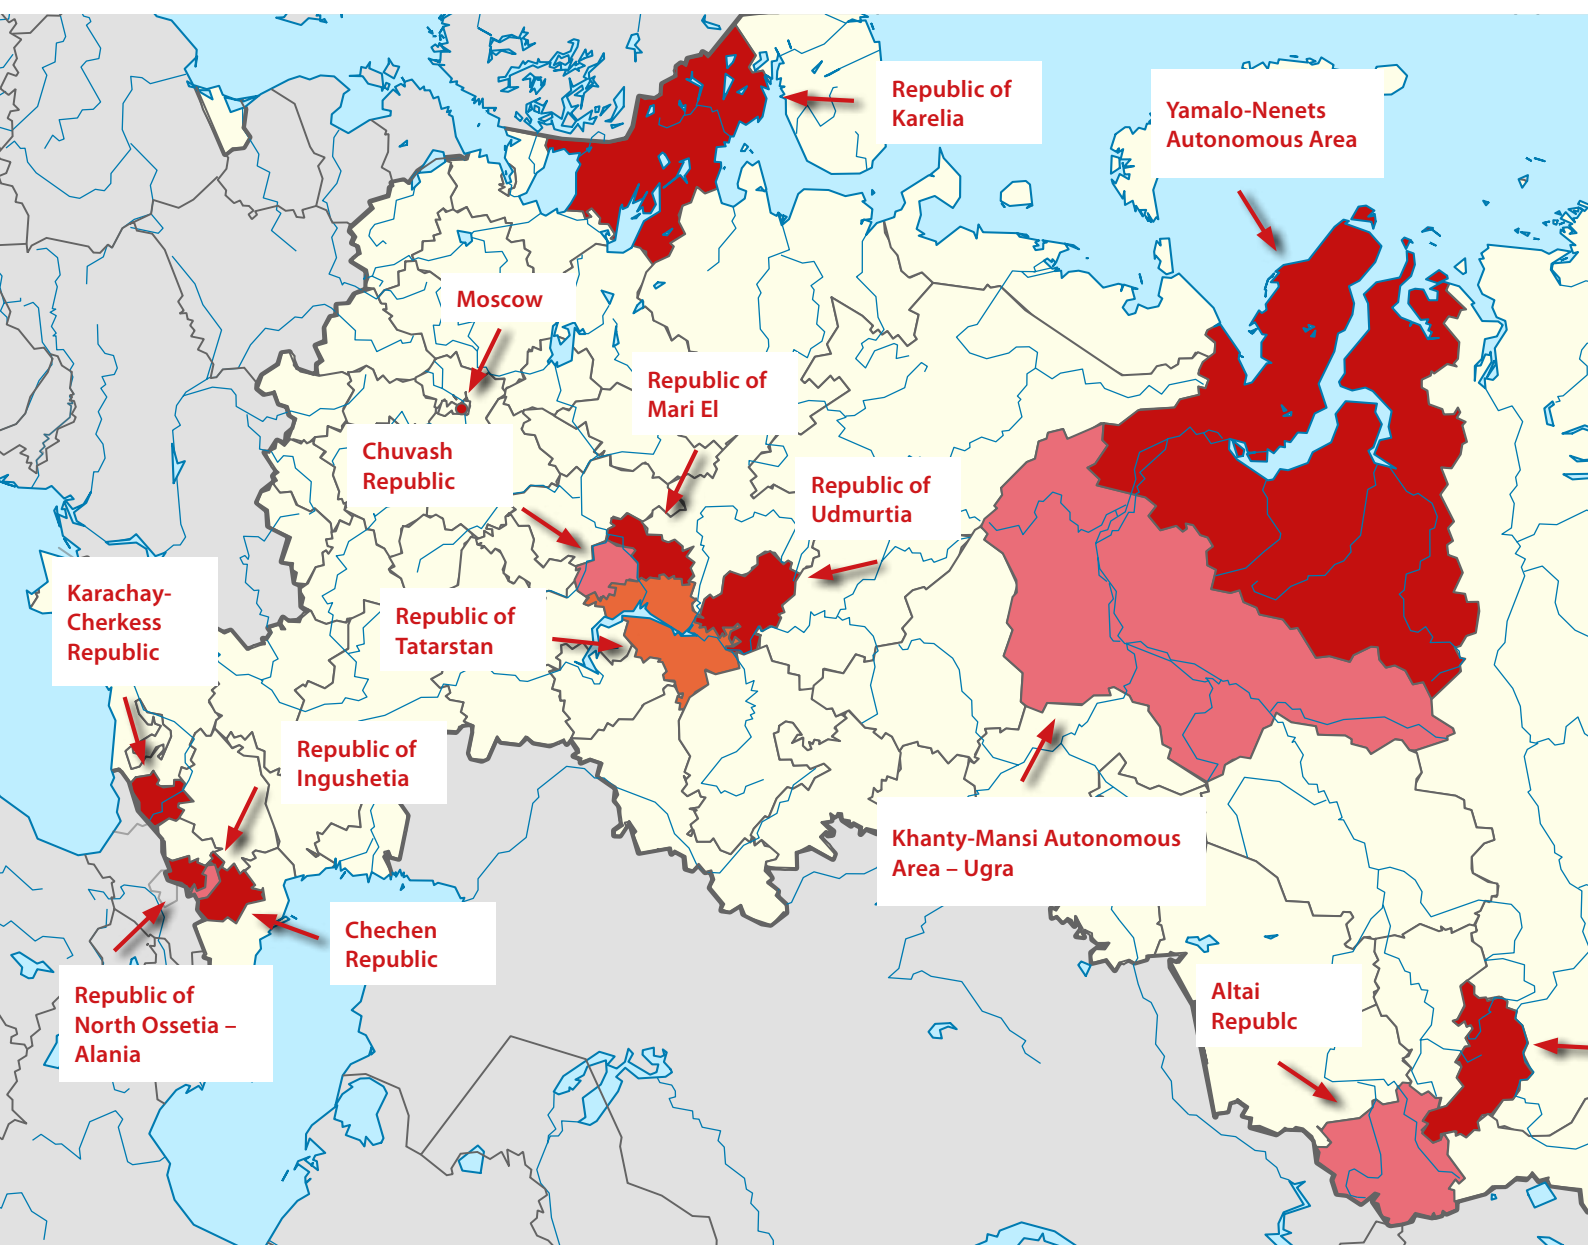 Republic of
Karelia
Yamalo-Nenets
Autonomous Area
Moscow
Republic of
Mari El
Chuvash
Republic
Republic of
Udmurtia
Karachay-
Cherkess
Republic
Republic of
Tatarstan
Republic of
Ingushetia
Khanty-Mansi Autonomous
Area – Ugra
Chechen
Republic
Republic of
North Ossetia –
Alania
Altai
Republc